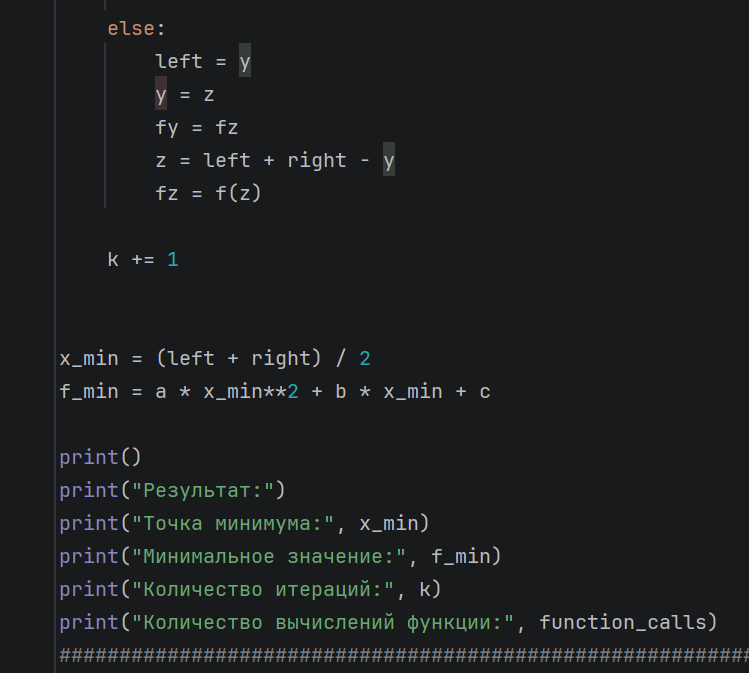 else:
left = y
y = z
fy = fz
z = left + right - y
fz = f(z)
k += 1
x_min = (left + right) / 2
f_min = a * x_min**2 + b * x_min + c
print()
print("Результат:")
print("Точка минимума:", x_min)
print("Минимальное значение:", f_min)
print("Количество итераций:", k)
print("Количество вычислений функции:", function_calls)
##########################################################